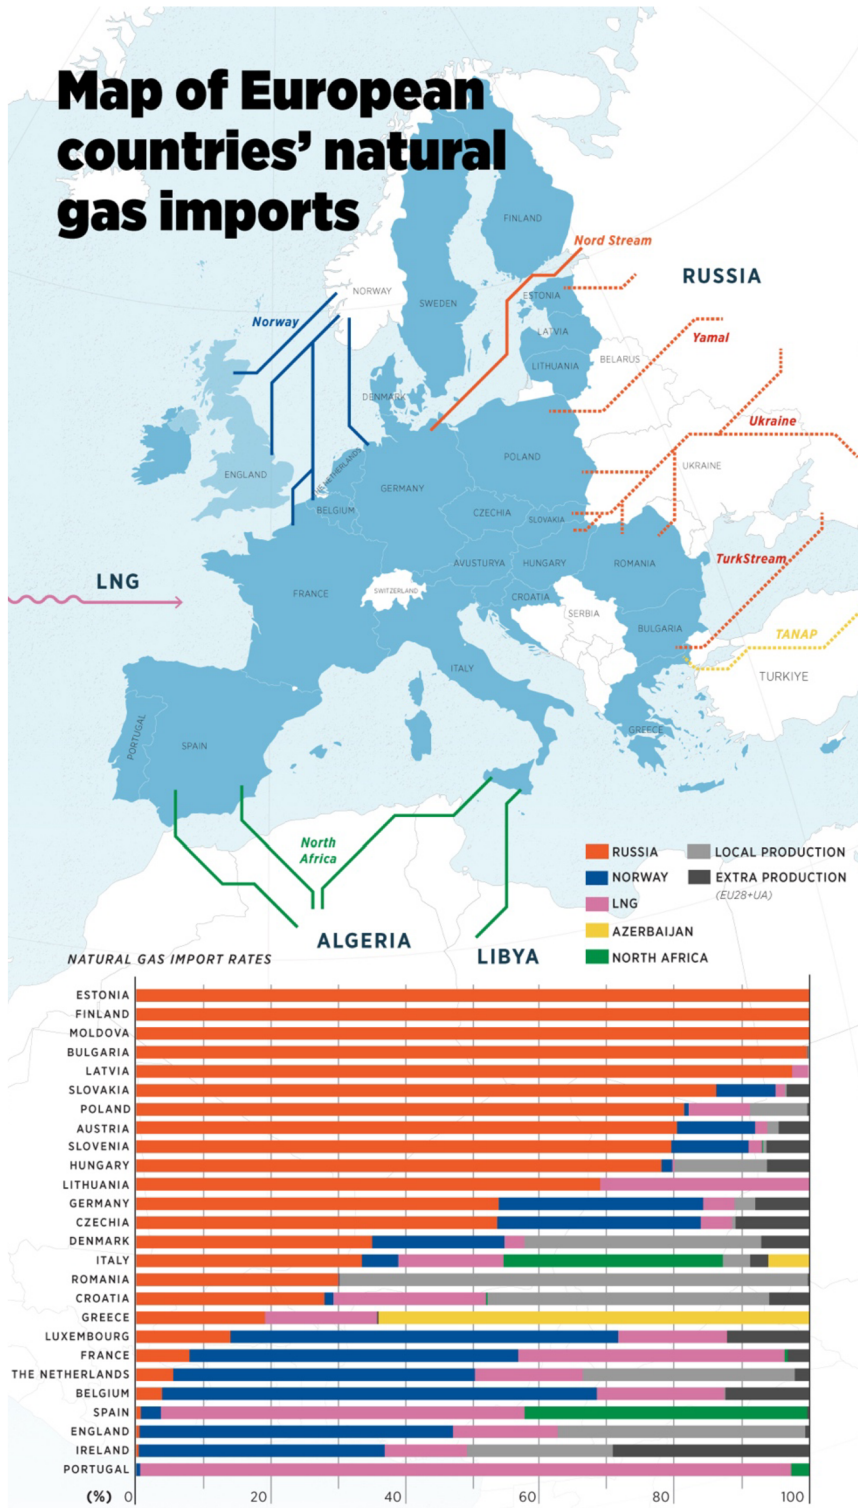 Map of European
countries' natural
gas imports
FINLAND
Nord Stream
RUSSIA
NORWAY
ESTONIA
SWEDEN
Norway
LATVIA
Yamal
BELARUS
LITHUANIA
DENMARK
Ukraine
POLAND
UKRAINE
ENGLAND
THE NETHERLANDS
GERMANY
BELGIUM
CZECHIA
SLOVAKIA
TurkStream
AVUSTURYA
HUNGARY
ROMANIA
LNG
SWITZERLAND
FRANCE
CROATIA
SERBIA
BULGARIA
TANAP
ITALY
TURKIYE
PORTUGAL
SPAIN
GREECE
North
Africa
ALGERIA
LIBYA
RUSSIA
NORWAY
LNG
AZERBAIJAN
NORTH AFRICA
LOCAL PRODUCTION
EXTRA PRODUCTION
(EU28+UA)
NATURAL GAS IMPORT RATES
ESTONIA
FINLAND
MOLDOVA
BULGARIA
LATVIA
SLOVAKIA
POLAND
AUSTRIA
SLOVENIA
HUNGARY
LITHUANIA
GERMANY
CZECHIA
DENMARK
ITALY
ROMANIA
CROATIA
GREECE
LUXEMBOURG
FRANCE
THE NETHERLANDS
BELGIUM
SPAIN
ENGLAND
IRELAND
PORTUGAL
(%) 0 20 40 60 80 100